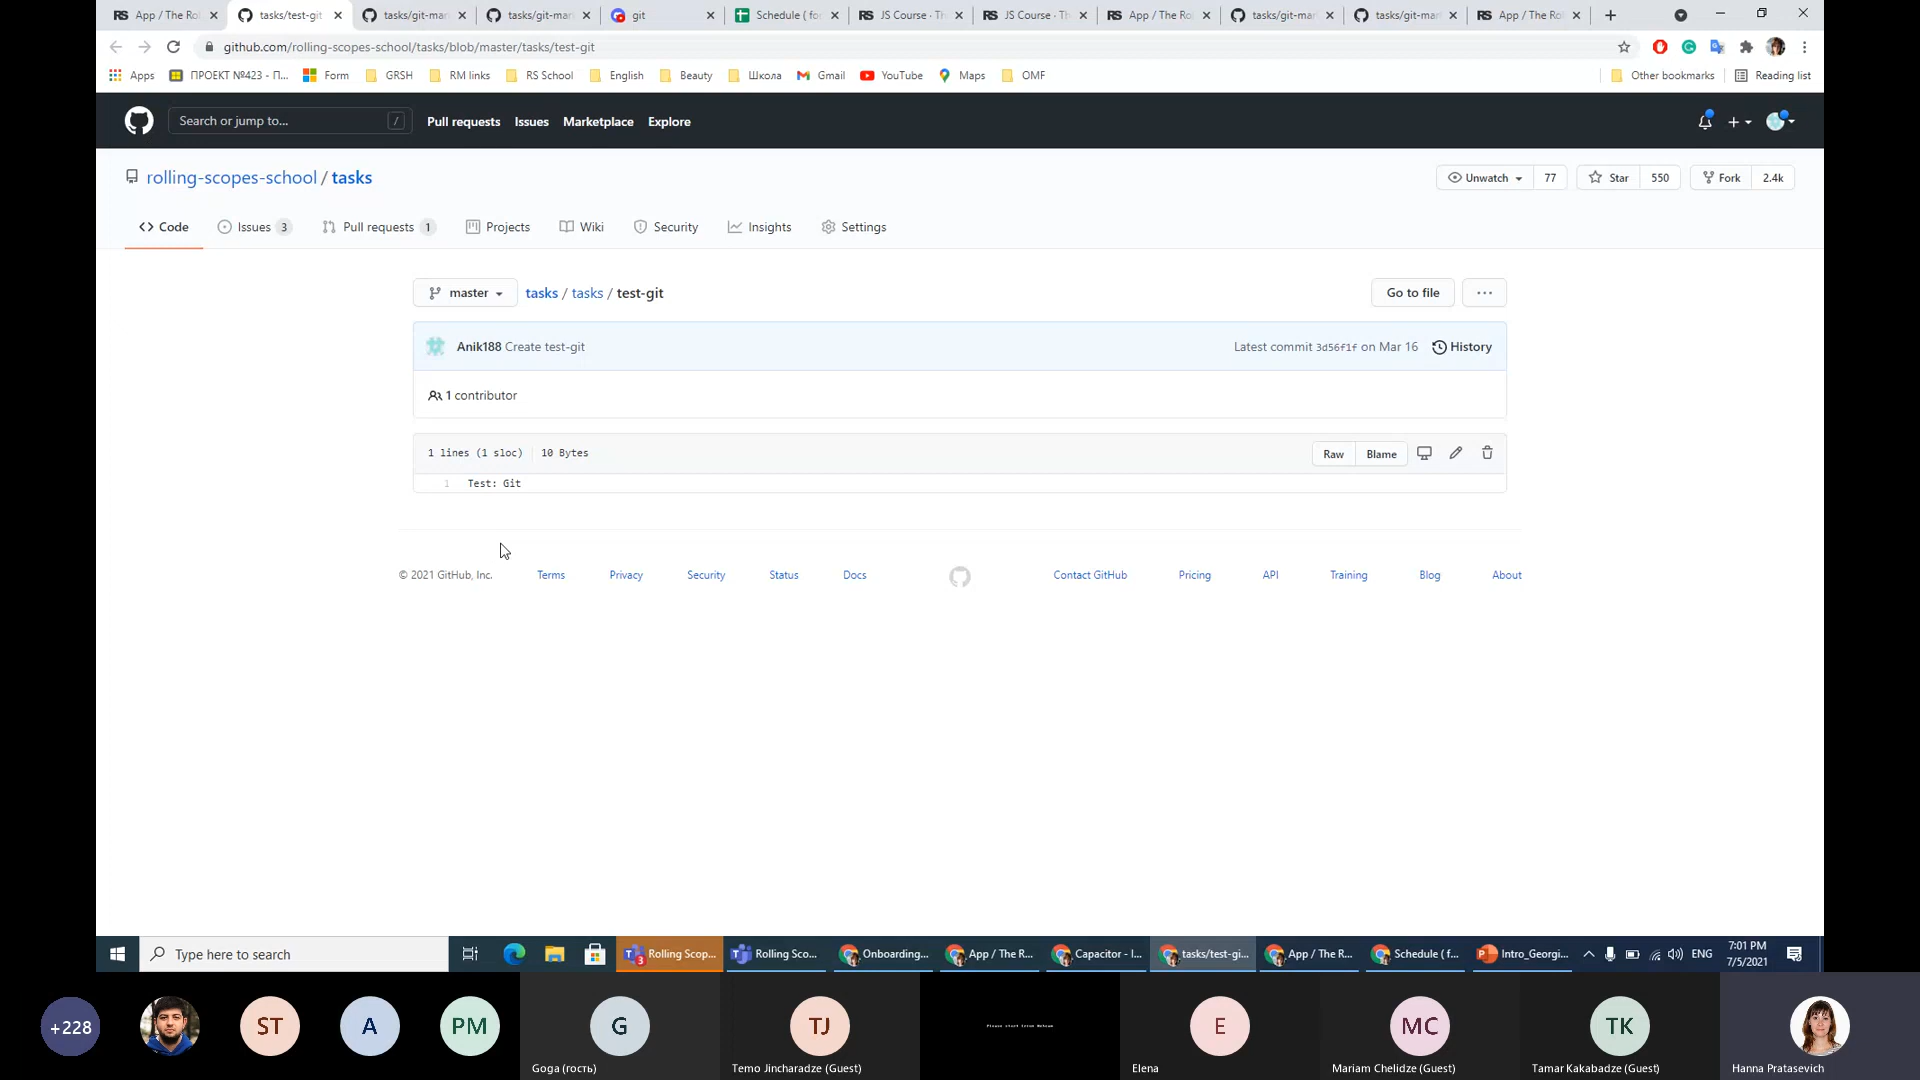 App / The Ro
tasks/test-git
tasks/git-mar
tasks/git-mar
git
Schedule ( fo
JS Course · Th
JS Course · Th
App / The Ro
tasks/git-mar
tasks/git-mar
App / The Ro
github.com/rolling-scopes-school/tasks/blob/master/tasks/test-git
Apps
ПРОЕКТ №423 - П...
Form
GRSH
RM links
RS School
English
Beauty
Школа
Gmail
YouTube
Maps
OMF
Other bookmarks
Reading list
Search or jump to...
/
Pull requests
Issues
Marketplace
Explore
rolling-scopes-school / tasks
Unwatch
77
Star
550
Fork
2.4k
Code
Issues 3
Pull requests 1
Projects
Wiki
Security
Insights
Settings
master
tasks / tasks / test-git
Go to file
Anik188 Create test-git
Latest commit 3d56f1f on Mar 16
History
1 contributor
1 lines (1 sloc)
10 Bytes
Raw
Blame
1 Test: Git
© 2021 GitHub, Inc.
Terms
Privacy
Security
Status
Docs
Contact GitHub
Pricing
API
Training
Blog
About
Type here to search
Rolling Scop...
Rolling Sco...
Onboarding...
App / The R...
Capacitor - I...
tasks/test-gi...
App / The R...
Schedule ( f...
Intro_Georgi...
ENG
7:01 PM
7/5/2021
+228
ST
A
PM
G
Goga (гость)
TJ
Temo Jincharadze (Guest)
E
Elena
MC
Mariam Chelidze (Guest)
TK
Tamar Kakabadze (Guest)
Hanna Pratasevich